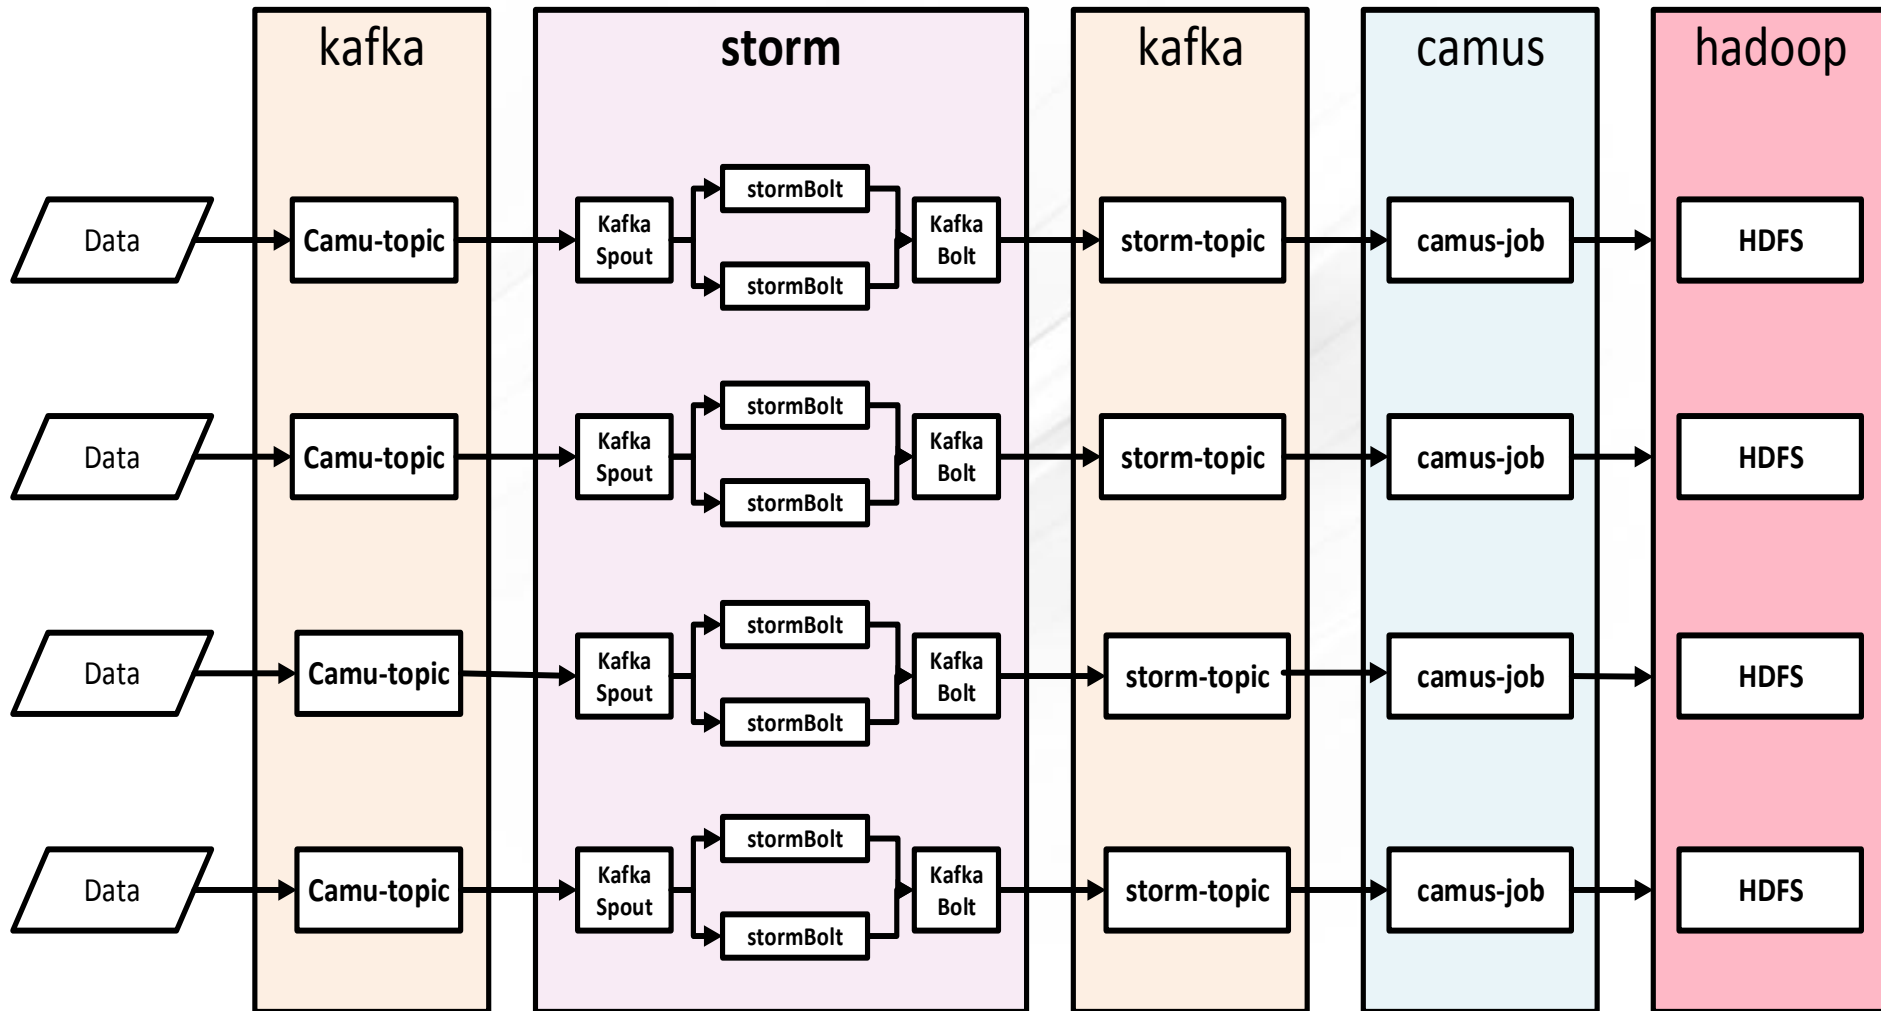 kafka
storm
kafka
camus
hadoop
Data
Camu-topic
Kafka
Spout
stormBolt
stormBolt
Kafka
Bolt
storm-topic
camus-job
HDFS
Data
Camu-topic
Kafka
Spout
stormBolt
stormBolt
Kafka
Bolt
storm-topic
camus-job
HDFS
Data
Camu-topic
Kafka
Spout
stormBolt
stormBolt
Kafka
Bolt
storm-topic
camus-job
HDFS
Data
Camu-topic
Kafka
Spout
stormBolt
stormBolt
Kafka
Bolt
storm-topic
camus-job
HDFS